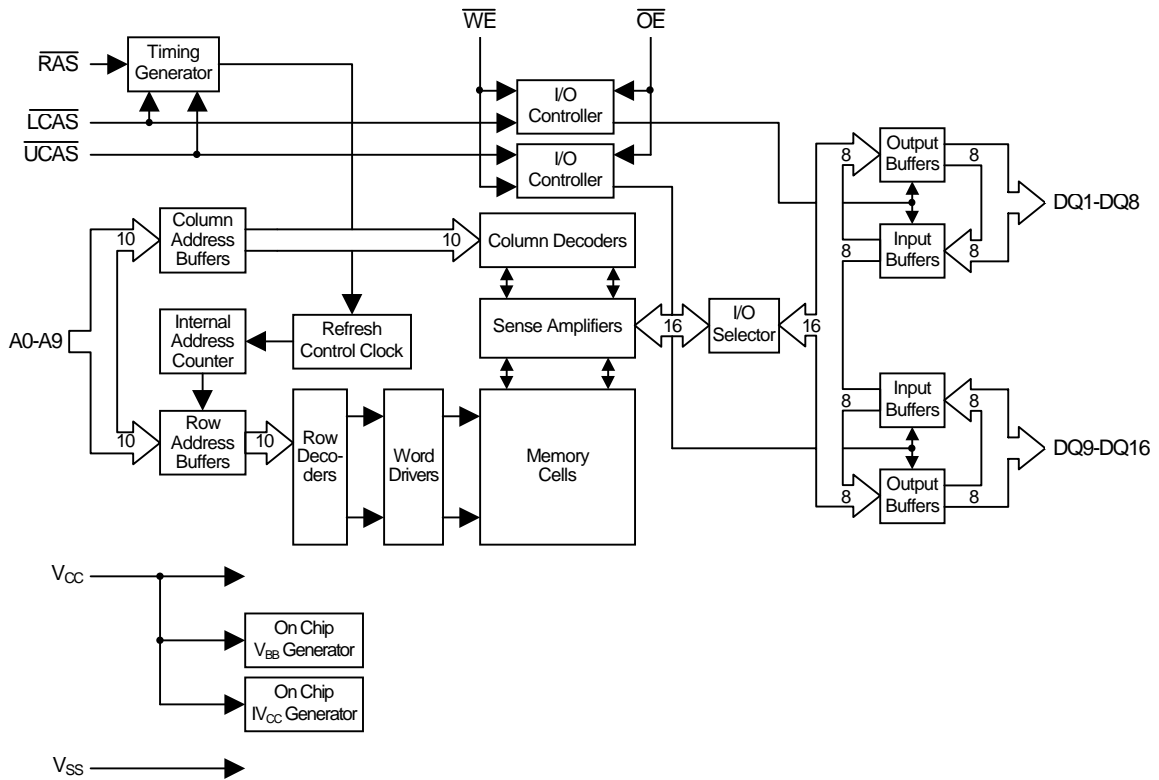 WE
OE
RAS
Timing
Generator
I/O
Controller
LCAS
UCAS
I/O
Controller
8
Output
Buffers
8
DQ1-DQ8
Column
Address
Buffers
10
10
Column Decoders
8
Input
Buffers
8
A0-A9
Internal
Address
Counter
Refresh
Control Clock
Sense Amplifiers
16
I/O
Selector
16
8
Input
Buffers
8
10
Row
Address
Buffers
10
Row
Deco-
ders
Word
Drivers
Memory
Cells
DQ9-DQ16
8
Output
Buffers
8
VCC
On Chip
VBB Generator
On Chip
IVCC Generator
VSS